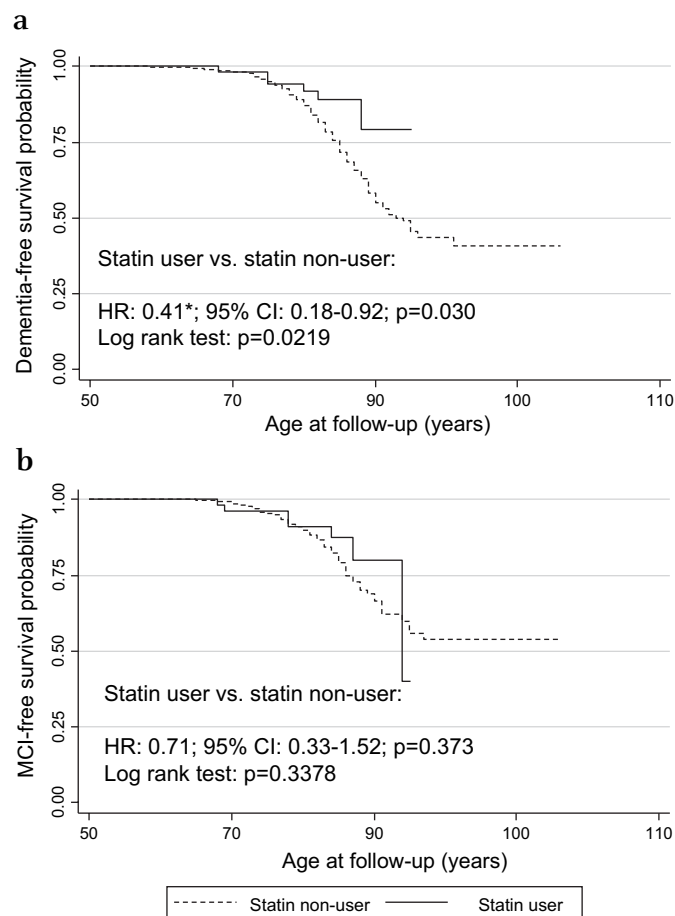 a
Dementia-free survival probability
1.00
0.75
0.50
0.25
0.00
Statin user vs. statin non-user:
HR: 0.41*; 95% CI: 0.18-0.92; p=0.030
Log rank test: p=0.0219
50 70 90 100 110
Age at follow-up (years)
b
MCI-free survival probability
1.00
0.75
0.50
0.25
0.00
Statin user vs. statin non-user:
HR: 0.71; 95% CI: 0.33-1.52; p=0.373
Log rank test: p=0.3378
50 70 90 100 110
Age at follow-up (years)
Statin non-user Statin user